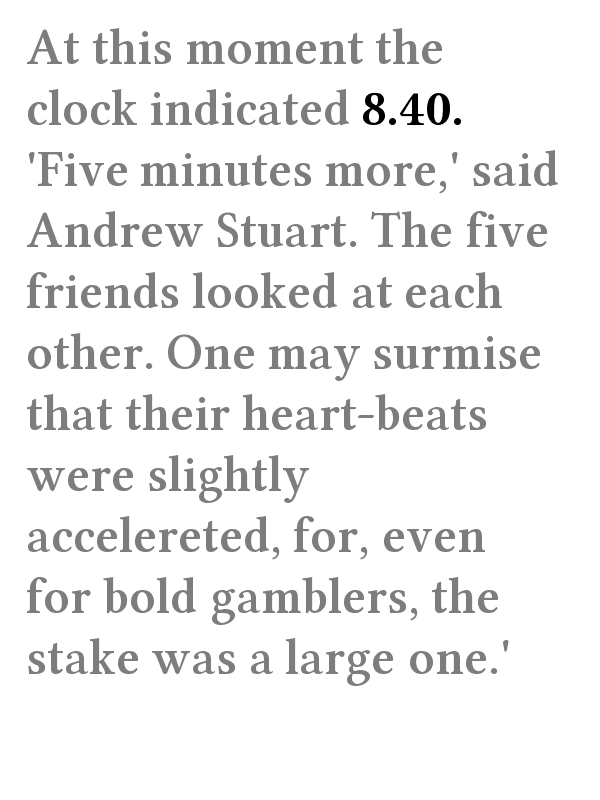 At this moment the
clock indicated 8.40.
'Five minutes more,' said
Andrew Stuart. The five
friends looked at each
other. One may surmise
that their heart-beats
were slightly
accelereted, for, even
for bold gamblers, the
stake was a large one.'